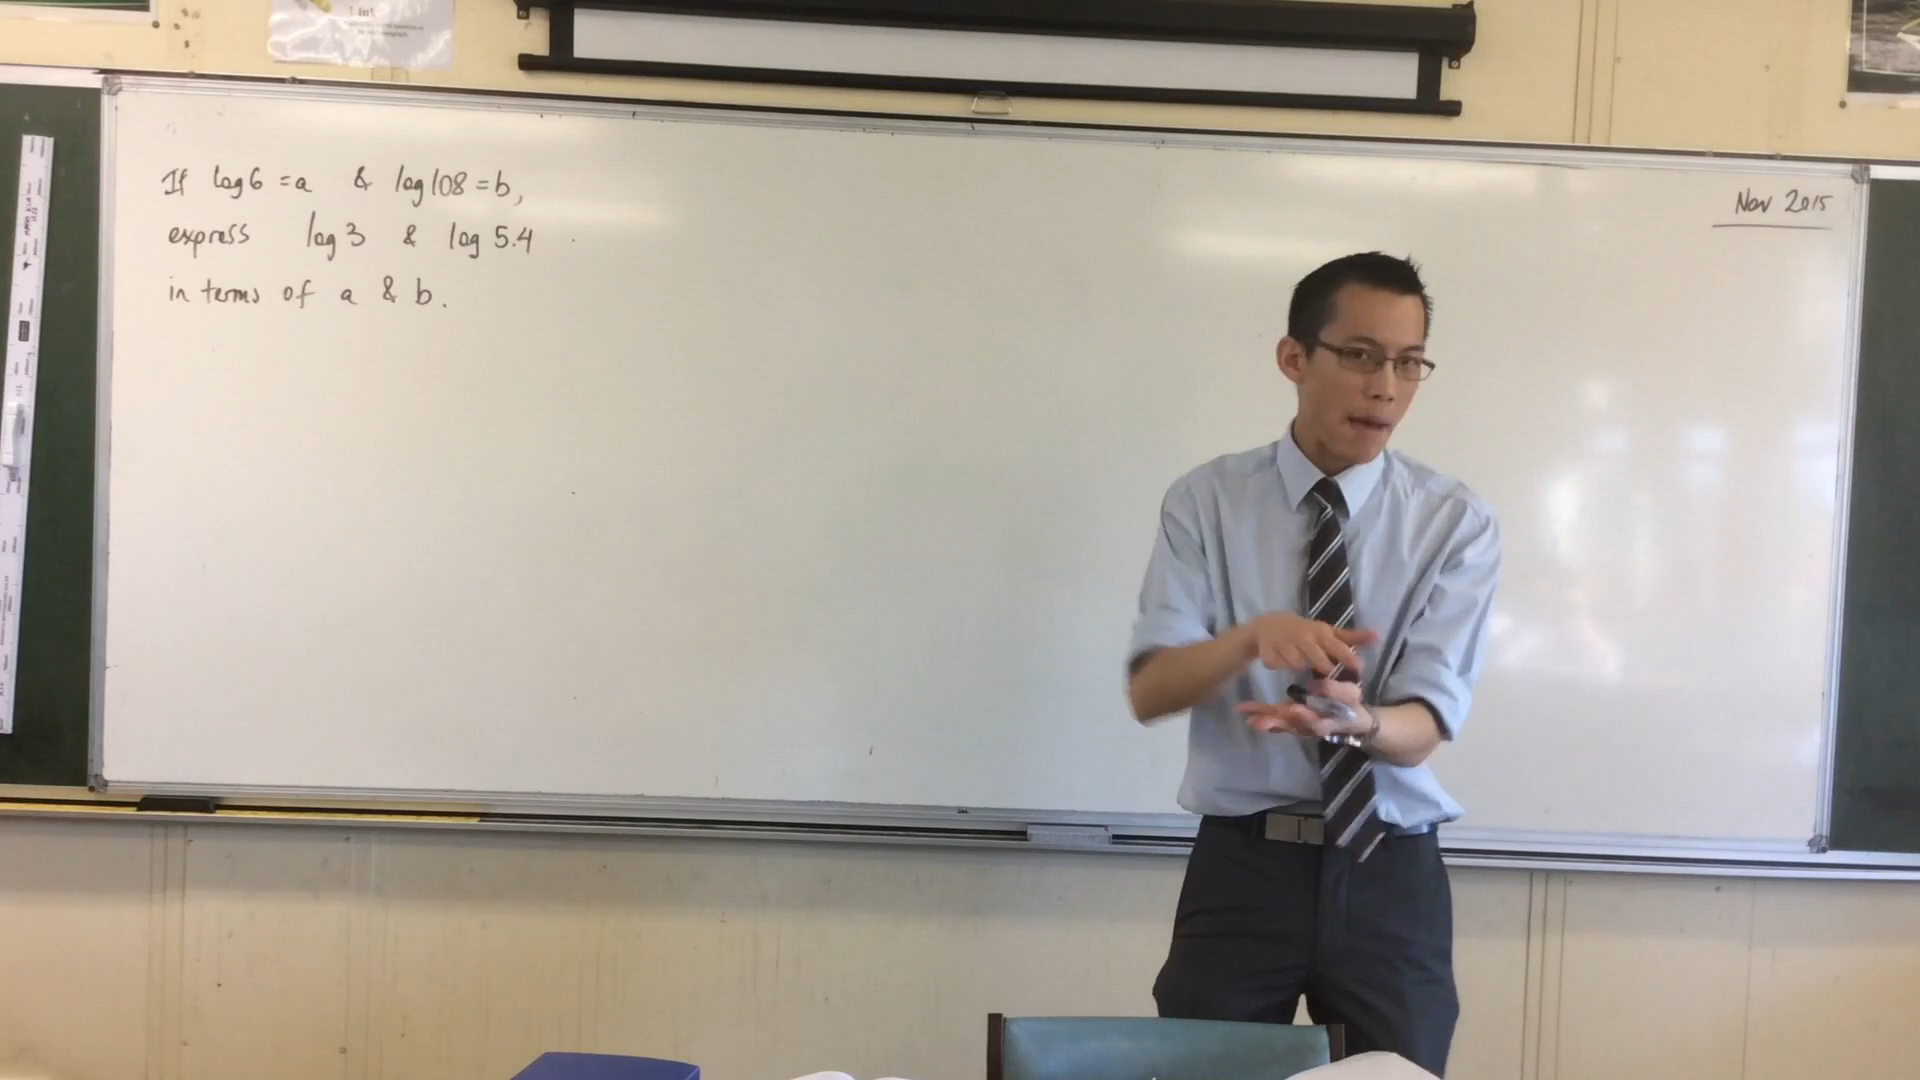 If log 6 = a & log 108 = b,
express log 3 & log 5.4
in terms of a & b.
Nov 2015